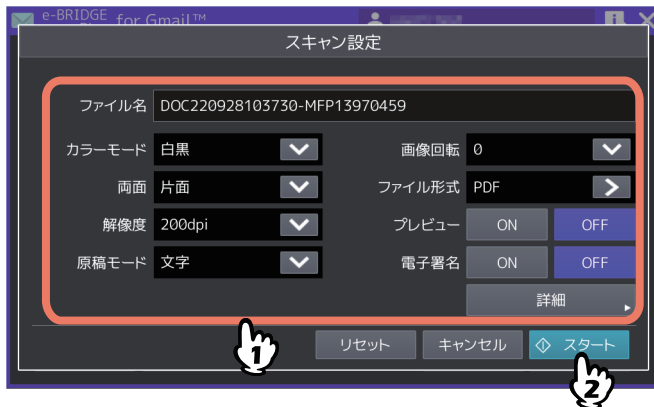 e-BRIDGE for Gmail™
スキャン設定
ファイル名 DOC220928103730-MFP13970459
カラーモード 白黒 画像回転 0
両面 片面 ファイル形式 PDF
解像度 200dpi プレビュー ON OFF
原稿モード 文字 電子署名 ON OFF
詳細
リセット キャンセル スタート
1
2